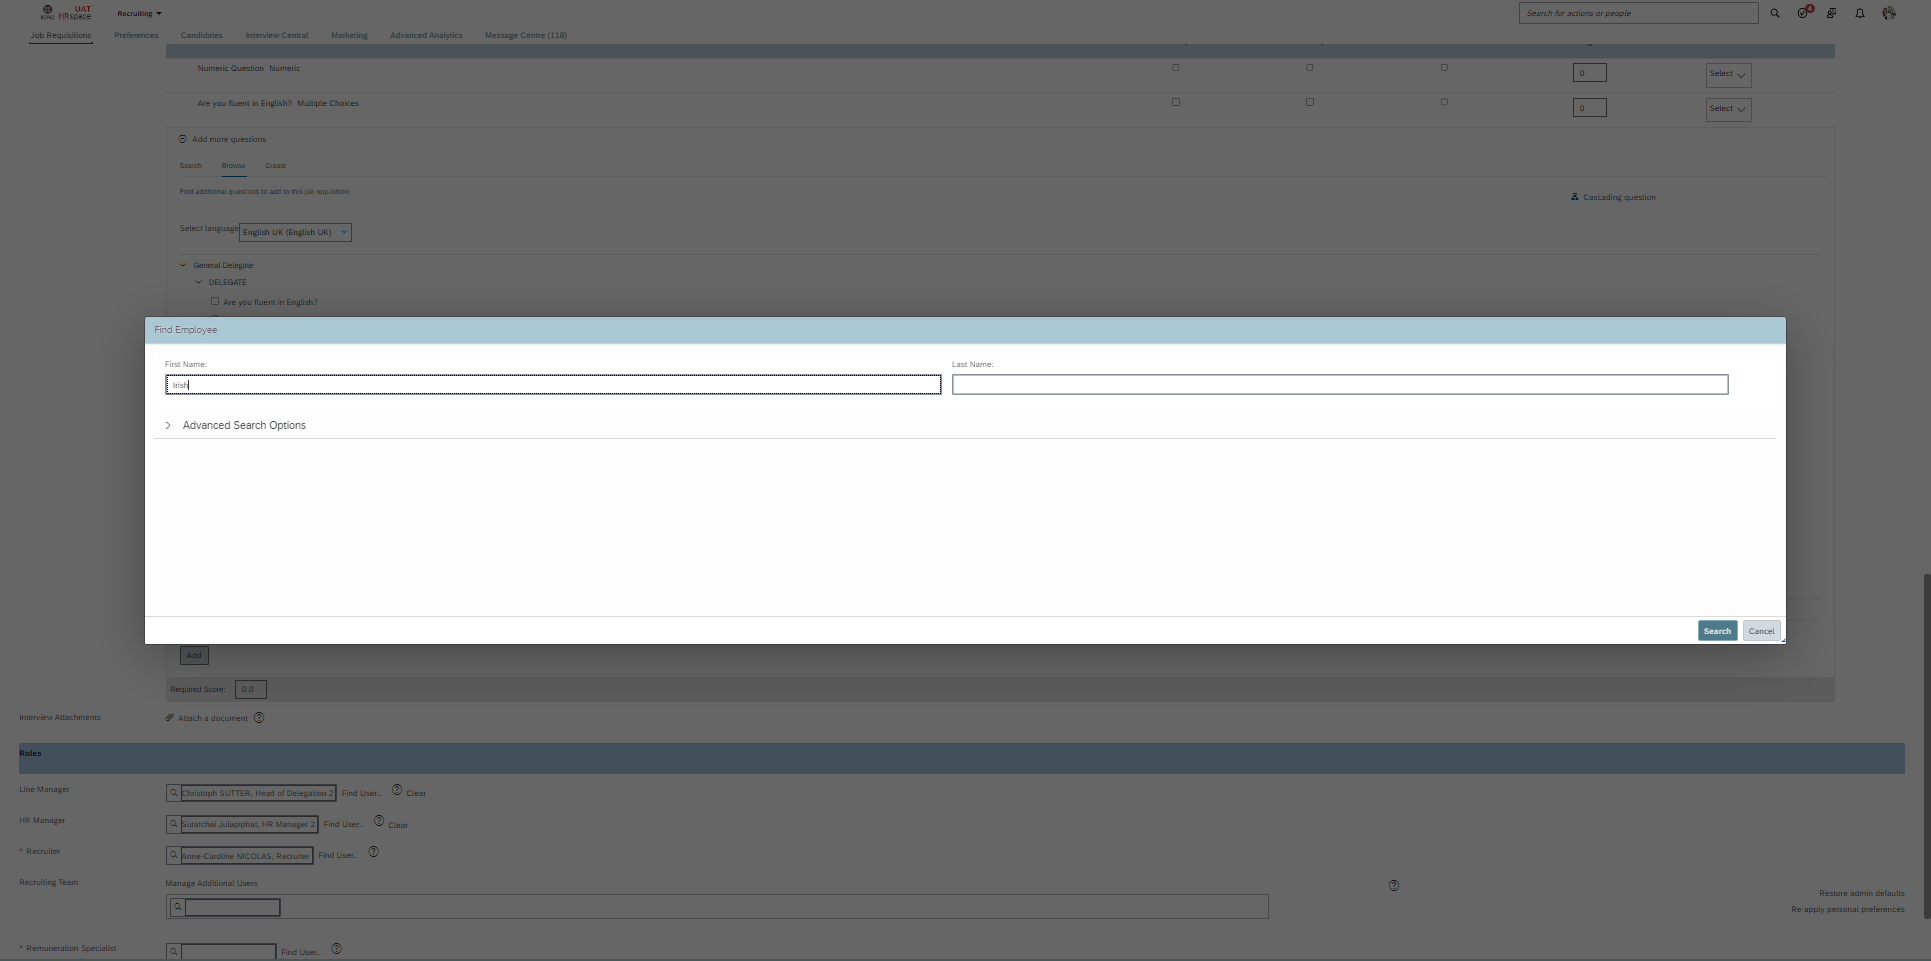 UAT
ICRC HRspace
Recruiting
Search for actions or people
4
Job Requisitions Preferences Candidates Interview Central Marketing Advanced Analytics Message Centre (118)
Numeric Question Numeric 0 Select
Are you fluent in English? Multiple Choices 0 Select
Add more questions
Search Browse Create
Find additional questions to add to this job requisition.
Cascading question
Select language English UK (English UK)
General Delegate
DELEGATE
Are you fluent in English?
Find Employee
First Name: Last Name:
Irish
Advanced Search Options
Search Cancel
Add
Required Score: 0.0
Interview Attachments Attach a document
Roles
Line Manager Christoph SUTTER, Head of Delegation 2 Find User... Clear
HR Manager Suratchai Julapiphat, HR Manager 2 Find User... Clear
* Recruiter Anne-Caroline NICOLAS, Recruiter Find User...
Recruiting Team Manage Additional Users
Restore admin defaults
Re-apply personal preferences
* Remuneration Specialist Find User...